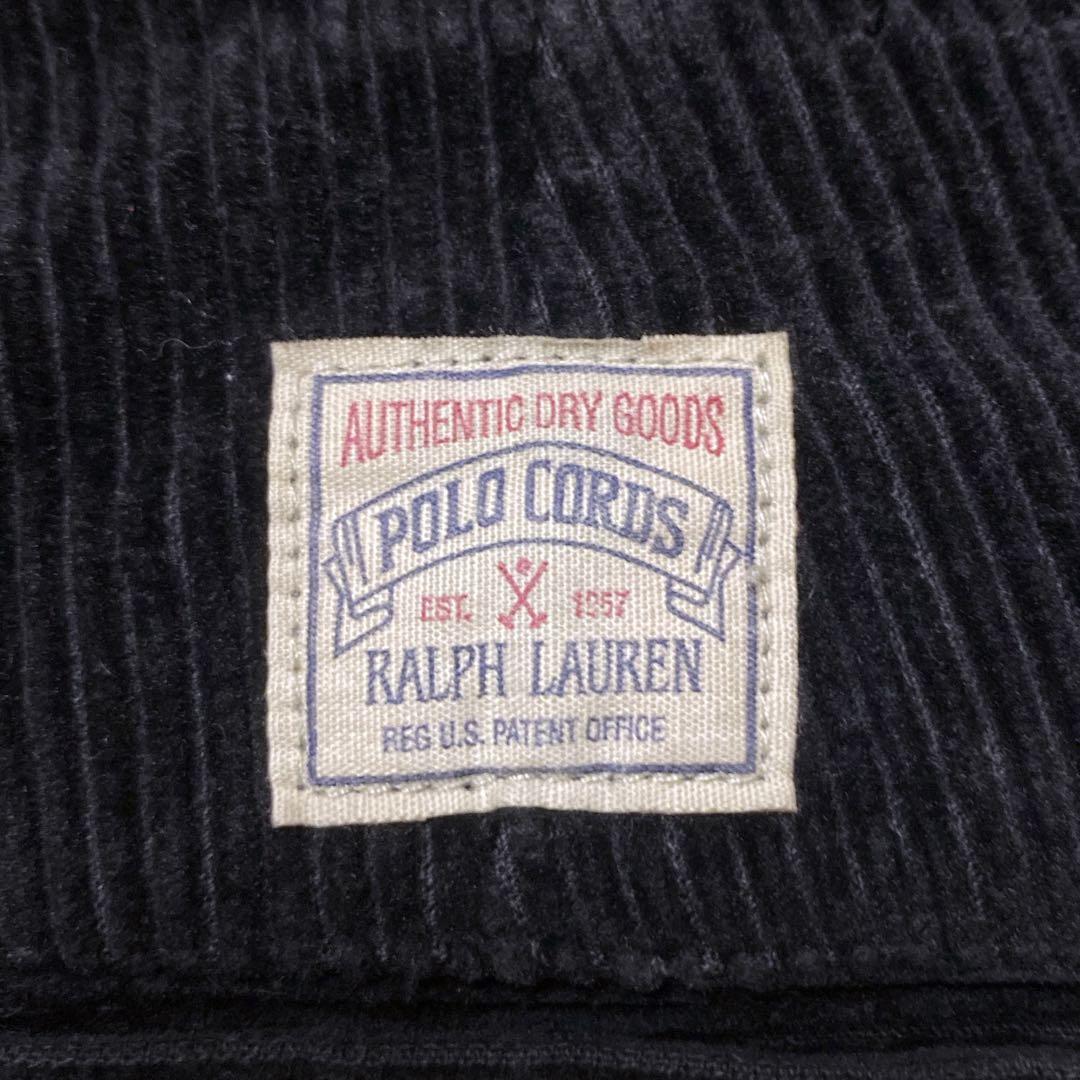 AUTHENTIC DRY GOODS
POLO CORDS
EST. 1967
RALPH LAUREN
REG U.S. PATENT OFFICE